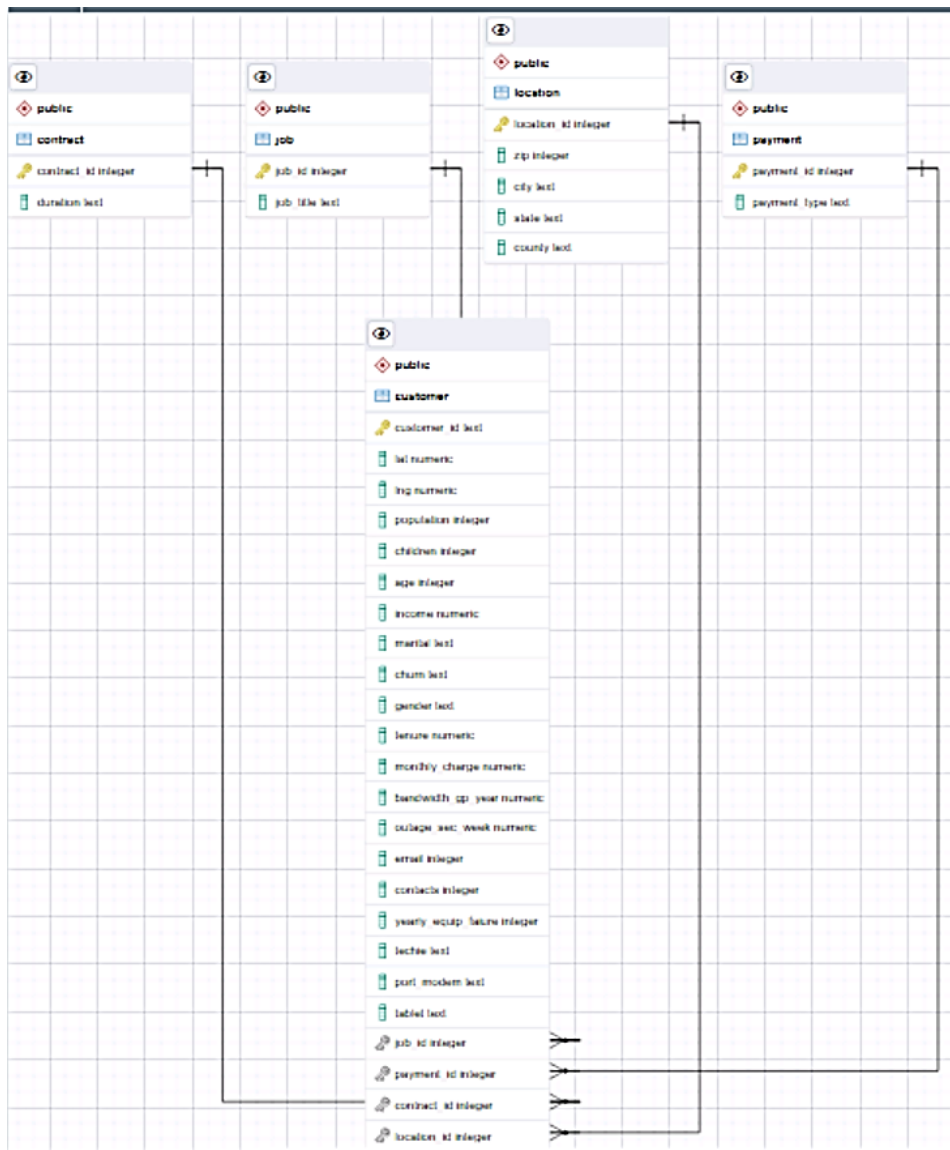 public
contract
contract_id integer
duration text
public
job
job_id integer
job_title text
public
location
location_id integer
zip integer
city text
state text
county text
public
payment
payment_id integer
payment_type text
public
customer
customer_id text
lat numeric
lng numeric
population integer
children integer
age integer
income numeric
marital text
churn text
gender text
tenure numeric
monthly_charge numeric
bandwidth_gp_year numeric
outage_sec_week numeric
email integer
contacts integer
yearly_equip_failure integer
techie text
port_modem text
tablet text
job_id integer
payment_id integer
contract_id integer
location_id integer